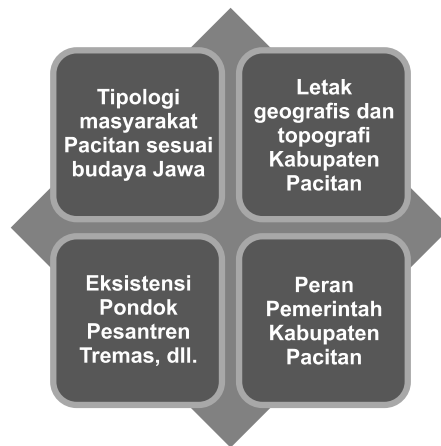 Tipologi
masyarakat
Pacitan sesuai
budaya Jawa
Letak
geografis dan
topografi
Kabupaten
Pacitan
Eksistensi
Pondok
Pesantren
Tremas, dll.
Peran
Pemerintah
Kabupaten
Pacitan